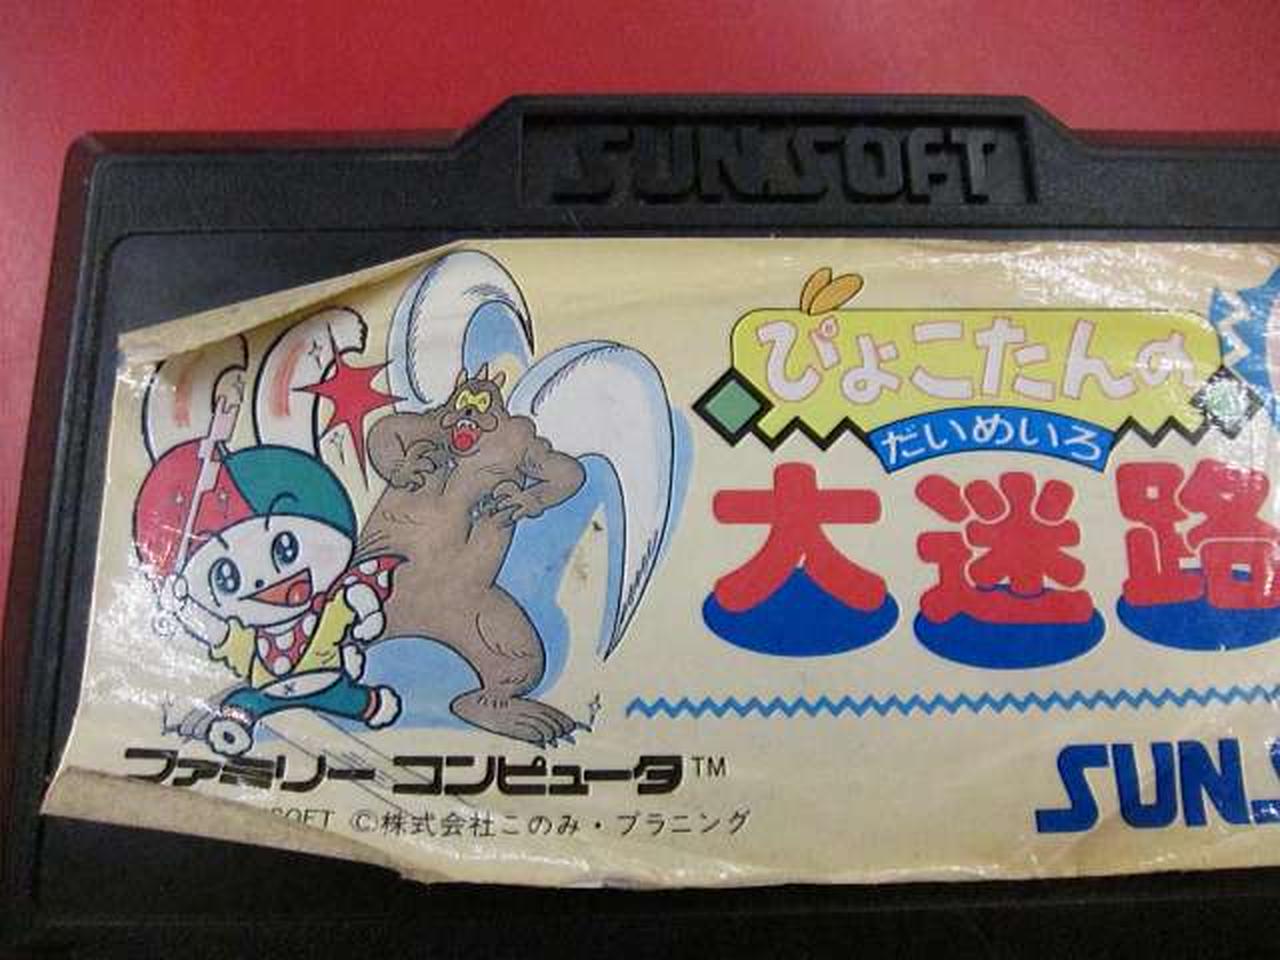 SUNSOFT
ぴょこたんの
だいめいろ
大迷路
ファミリー コンピュータ™
SOFT ©株式会社このみ・プラニング
SUN